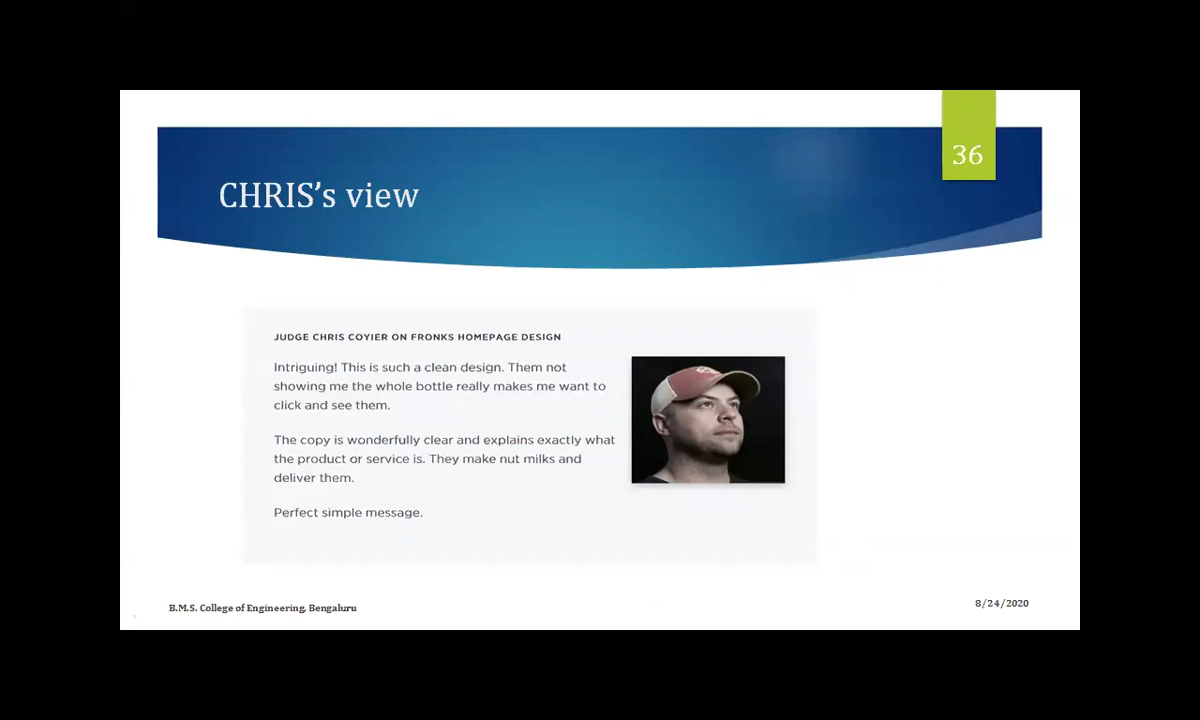 36
CHRIS’s view
JUDGE CHRIS COYIER ON FRONKS HOMEPAGE DESIGN
Intriguing! This is such a clean design. Them not
showing me the whole bottle really makes me want to
click and see them.
The copy is wonderfully clear and explains exactly what
the product or service is. They make nut milks and
deliver them.
Perfect simple message.
B.M.S. College of Engineering, Bengaluru
8/24/2020